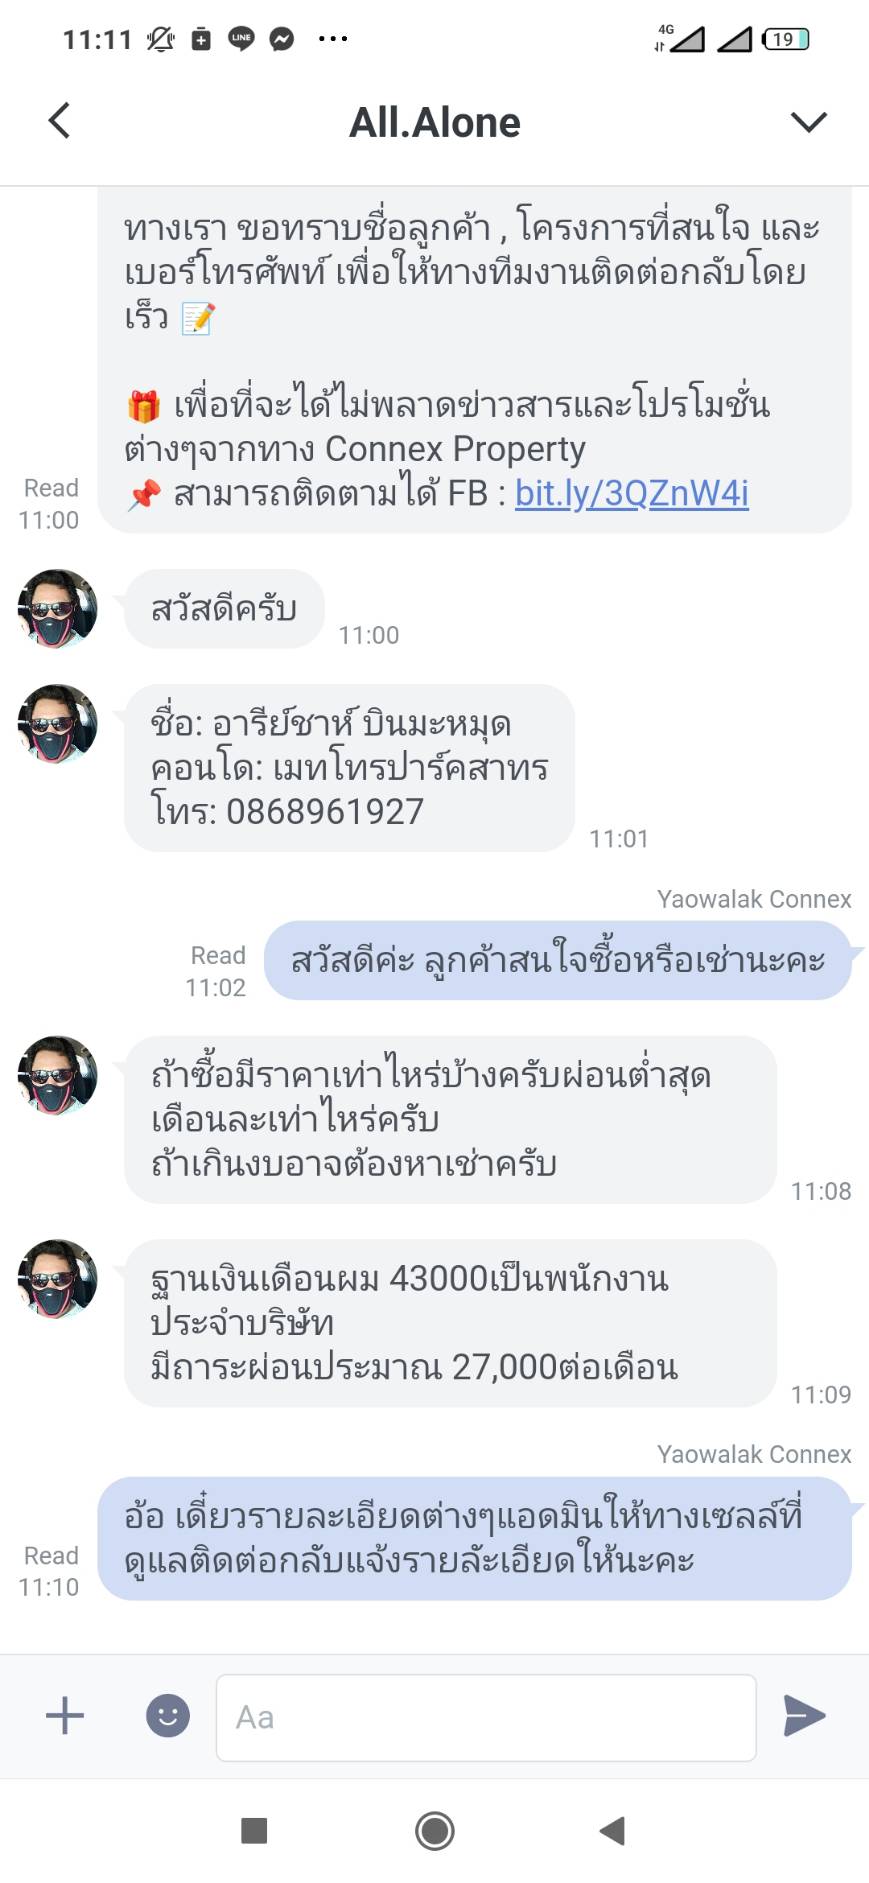 11:11
LINE
4G
19
All.Alone
ทางเรา ขอทราบชื่อลูกค้า , โครงการที่สนใจ และ
เบอร์โทรศัพท์ เพื่อให้ทางทีมงานติดต่อกลับโดย
เร็ว 📝
🎁 เพื่อที่จะได้ไม่พลาดข่าวสารและโปรโมชั่น
ต่างๆจากทาง Connex Property
📌 สามารถติดตามได้ FB : bit.ly/3QZnW4i
Read
11:00
สวัสดีครับ
11:00
ชื่อ: อารีย์ชาห์ บินมะหมุด
คอนโด: เมทโทรปาร์คสาทร
โทร: 0868961927
11:01
Yaowalak Connex
สวัสดีค่ะ ลูกค้าสนใจซื้อหรือเช่านะคะ
Read
11:02
ถ้าซื้อมีราคาเท่าไหร่บ้างครับผ่อนต่ำสุด
เดือนละเท่าไหร่ครับ
ถ้าเกินงบอาจต้องหาเช่าครับ
11:08
ฐานเงินเดือนผม 43000เป็นพนักงาน
ประจำบริษัท
มีภาระผ่อนประมาณ 27,000ต่อเดือน
11:09
Yaowalak Connex
อ้อ เดี๋ยวรายละเอียดต่างๆแอดมินให้ทางเซลล์ที่
ดูแลติดต่อกลับแจ้งรายลัะเอียดให้นะคะ
Read
11:10
Aa